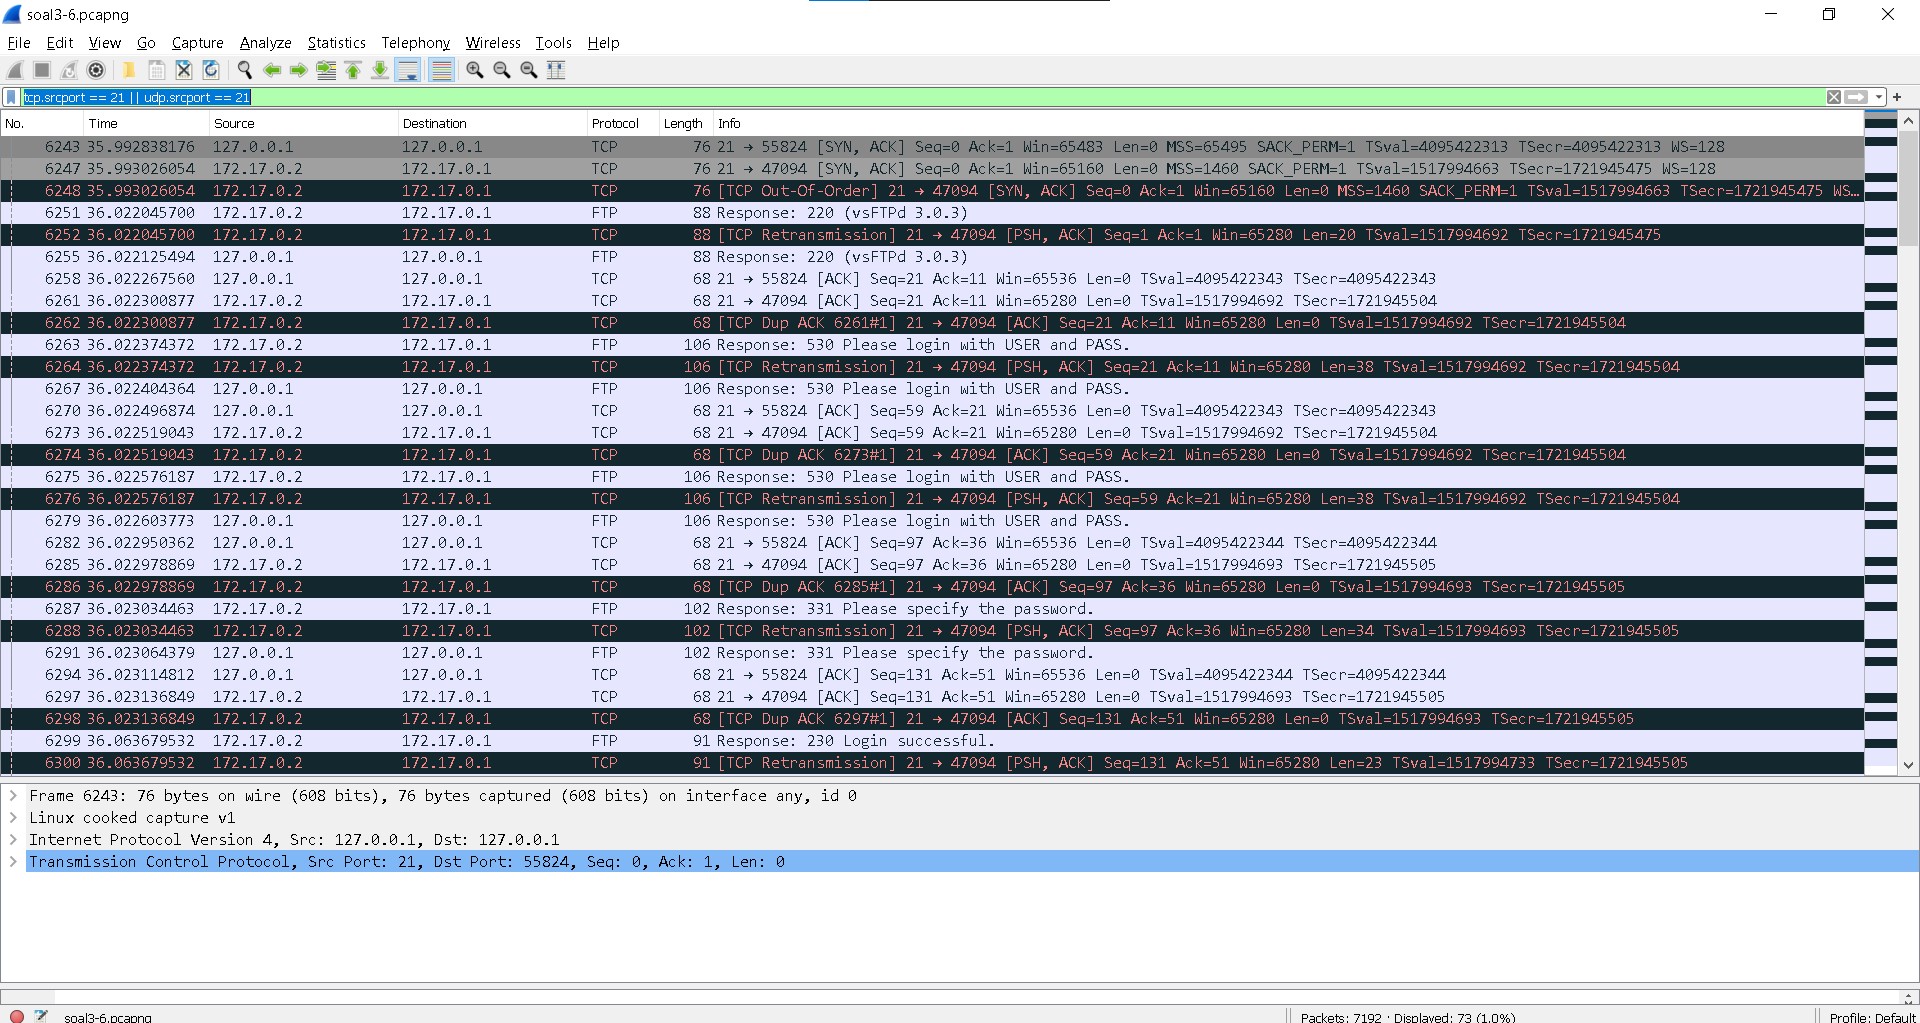 soal3-6.pcapng
File Edit View Go Capture Analyze Statistics Telephony Wireless Tools Help
tcp.srcport == 21 || udp.srcport == 21
No. Time Source Destination Protocol Length Info
6243 35.992838176 127.0.0.1 127.0.0.1 TCP 76 21 → 55824 [SYN, ACK] Seq=0 Ack=1 Win=65483 Len=0 MSS=65495 SACK_PERM=1 TSval=4095422313 TSecr=4095422313 WS=128
6247 35.993026054 172.17.0.2 172.17.0.1 TCP 76 21 → 47094 [SYN, ACK] Seq=0 Ack=1 Win=65160 Len=0 MSS=1460 SACK_PERM=1 TSval=1517994663 TSecr=1721945475 WS=128
6248 35.993026054 172.17.0.2 172.17.0.1 TCP 76 [TCP Out-Of-Order] 21 → 47094 [SYN, ACK] Seq=0 Ack=1 Win=65160 Len=0 MSS=1460 SACK_PERM=1 TSval=1517994663 TSecr=1721945475 WS…
6251 36.022045700 172.17.0.2 172.17.0.1 FTP 88 Response: 220 (vsFTPd 3.0.3)
6252 36.022045700 172.17.0.2 172.17.0.1 TCP 88 [TCP Retransmission] 21 → 47094 [PSH, ACK] Seq=1 Ack=1 Win=65280 Len=20 TSval=1517994692 TSecr=1721945475
6255 36.022125494 127.0.0.1 127.0.0.1 FTP 88 Response: 220 (vsFTPd 3.0.3)
6258 36.022267560 127.0.0.1 127.0.0.1 TCP 68 21 → 55824 [ACK] Seq=21 Ack=11 Win=65536 Len=0 TSval=4095422343 TSecr=4095422343
6261 36.022300877 172.17.0.2 172.17.0.1 TCP 68 21 → 47094 [ACK] Seq=21 Ack=11 Win=65280 Len=0 TSval=1517994692 TSecr=1721945504
6262 36.022300877 172.17.0.2 172.17.0.1 TCP 68 [TCP Dup ACK 6261#1] 21 → 47094 [ACK] Seq=21 Ack=11 Win=65280 Len=0 TSval=1517994692 TSecr=1721945504
6263 36.022374372 172.17.0.2 172.17.0.1 FTP 106 Response: 530 Please login with USER and PASS.
6264 36.022374372 172.17.0.2 172.17.0.1 TCP 106 [TCP Retransmission] 21 → 47094 [PSH, ACK] Seq=21 Ack=11 Win=65280 Len=38 TSval=1517994692 TSecr=1721945504
6267 36.022404364 127.0.0.1 127.0.0.1 FTP 106 Response: 530 Please login with USER and PASS.
6270 36.022496874 127.0.0.1 127.0.0.1 TCP 68 21 → 55824 [ACK] Seq=59 Ack=21 Win=65536 Len=0 TSval=4095422343 TSecr=4095422343
6273 36.022519043 172.17.0.2 172.17.0.1 TCP 68 21 → 47094 [ACK] Seq=59 Ack=21 Win=65280 Len=0 TSval=1517994692 TSecr=1721945504
6274 36.022519043 172.17.0.2 172.17.0.1 TCP 68 [TCP Dup ACK 6273#1] 21 → 47094 [ACK] Seq=59 Ack=21 Win=65280 Len=0 TSval=1517994692 TSecr=1721945504
6275 36.022576187 172.17.0.2 172.17.0.1 FTP 106 Response: 530 Please login with USER and PASS.
6276 36.022576187 172.17.0.2 172.17.0.1 TCP 106 [TCP Retransmission] 21 → 47094 [PSH, ACK] Seq=59 Ack=21 Win=65280 Len=38 TSval=1517994692 TSecr=1721945504
6279 36.022603773 127.0.0.1 127.0.0.1 FTP 106 Response: 530 Please login with USER and PASS.
6282 36.022950362 127.0.0.1 127.0.0.1 TCP 68 21 → 55824 [ACK] Seq=97 Ack=36 Win=65536 Len=0 TSval=4095422344 TSecr=4095422344
6285 36.022978869 172.17.0.2 172.17.0.1 TCP 68 21 → 47094 [ACK] Seq=97 Ack=36 Win=65280 Len=0 TSval=1517994693 TSecr=1721945505
6286 36.022978869 172.17.0.2 172.17.0.1 TCP 68 [TCP Dup ACK 6285#1] 21 → 47094 [ACK] Seq=97 Ack=36 Win=65280 Len=0 TSval=1517994693 TSecr=1721945505
6287 36.023034463 172.17.0.2 172.17.0.1 FTP 102 Response: 331 Please specify the password.
6288 36.023034463 172.17.0.2 172.17.0.1 TCP 102 [TCP Retransmission] 21 → 47094 [PSH, ACK] Seq=97 Ack=36 Win=65280 Len=34 TSval=1517994693 TSecr=1721945505
6291 36.023064379 127.0.0.1 127.0.0.1 FTP 102 Response: 331 Please specify the password.
6294 36.023114812 127.0.0.1 127.0.0.1 TCP 68 21 → 55824 [ACK] Seq=131 Ack=51 Win=65536 Len=0 TSval=4095422344 TSecr=4095422344
6297 36.023136849 172.17.0.2 172.17.0.1 TCP 68 21 → 47094 [ACK] Seq=131 Ack=51 Win=65280 Len=0 TSval=1517994693 TSecr=1721945505
6298 36.023136849 172.17.0.2 172.17.0.1 TCP 68 [TCP Dup ACK 6297#1] 21 → 47094 [ACK] Seq=131 Ack=51 Win=65280 Len=0 TSval=1517994693 TSecr=1721945505
6299 36.063679532 172.17.0.2 172.17.0.1 FTP 91 Response: 230 Login successful.
6300 36.063679532 172.17.0.2 172.17.0.1 TCP 91 [TCP Retransmission] 21 → 47094 [PSH, ACK] Seq=131 Ack=51 Win=65280 Len=23 TSval=1517994733 TSecr=1721945505
Frame 6243: 76 bytes on wire (608 bits), 76 bytes captured (608 bits) on interface any, id 0
Linux cooked capture v1
Internet Protocol Version 4, Src: 127.0.0.1, Dst: 127.0.0.1
Transmission Control Protocol, Src Port: 21, Dst Port: 55824, Seq: 0, Ack: 1, Len: 0
soal3-6.pcapng
Packets: 7192 · Displayed: 73 (1.0%)
Profile: Default